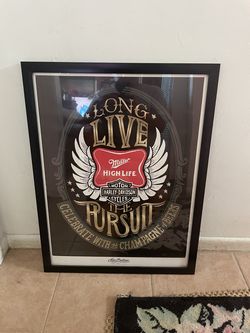 LONG
LIVE
Miller
HIGH LIFE
MOTOR
HARLEY-DAVIDSON
CYCLES
THE
PURSUIT
CELEBRATE WITH THE CHAMPAGNE OF BEERS